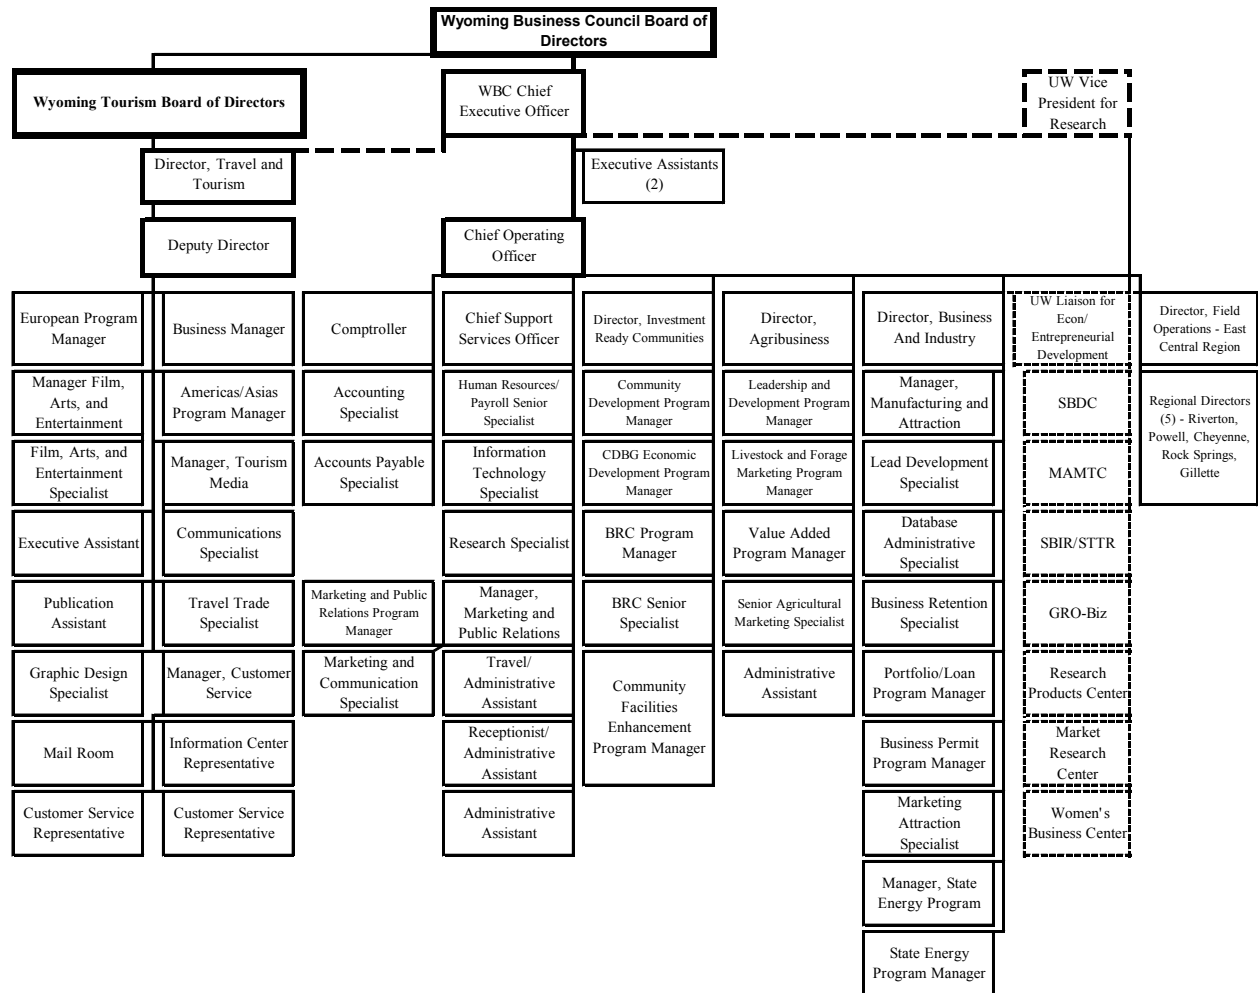 Wyoming Business Council Board of
Directors
Wyoming Tourism Board of Directors
WBC Chief
Executive Officer
UW Vice
President for
Research
Director, Travel and
Tourism
Executive Assistants
(2)
Deputy Director
Chief Operating
Officer
European Program
Manager
Business Manager
Comptroller
Chief Support
Services Officer
Director, Investment
Ready Communities
Director,
Agribusiness
Director, Business
And Industry
UW Liaison for
Econ/
Entrepreneurial
Development
Director, Field
Operations - East
Central Region
Manager Film,
Arts, and
Entertainment
Americas/Asias
Program Manager
Accounting
Specialist
Human Resources/
Payroll Senior
Specialist
Community
Development Program
Manager
Leadership and
Development Program
Manager
Manager,
Manufacturing and
Attraction
SBDC
Regional Directors
(5) - Riverton,
Powell, Cheyenne,
Rock Springs,
Gillette
Film, Arts, and
Entertainment
Specialist
Manager, Tourism
Media
Accounts Payable
Specialist
Information
Technology
Specialist
CDBG Economic
Development Program
Manager
Livestock and Forage
Marketing Program
Manager
Lead Development
Specialist
MAMTC
Executive Assistant
Communications
Specialist
Research Specialist
BRC Program
Manager
Value Added
Program Manager
Database
Administrative
Specialist
SBIR/STTR
Publication
Assistant
Travel Trade
Specialist
Marketing and Public
Relations Program
Manager
Manager,
Marketing and
Public Relations
BRC Senior
Specialist
Senior Agricultural
Marketing Specialist
Business Retention
Specialist
GRO-Biz
Graphic Design
Specialist
Manager, Customer
Service
Marketing and
Communication
Specialist
Travel/
Administrative
Assistant
Community
Facilities
Enhancement
Program Manager
Administrative
Assistant
Portfolio/Loan
Program Manager
Research
Products Center
Mail Room
Information Center
Representative
Receptionist/
Administrative
Assistant
Business Permit
Program Manager
Market
Research
Center
Customer Service
Representative
Customer Service
Representative
Administrative
Assistant
Marketing
Attraction
Specialist
Women's
Business Center
Manager, State
Energy Program
State Energy
Program Manager